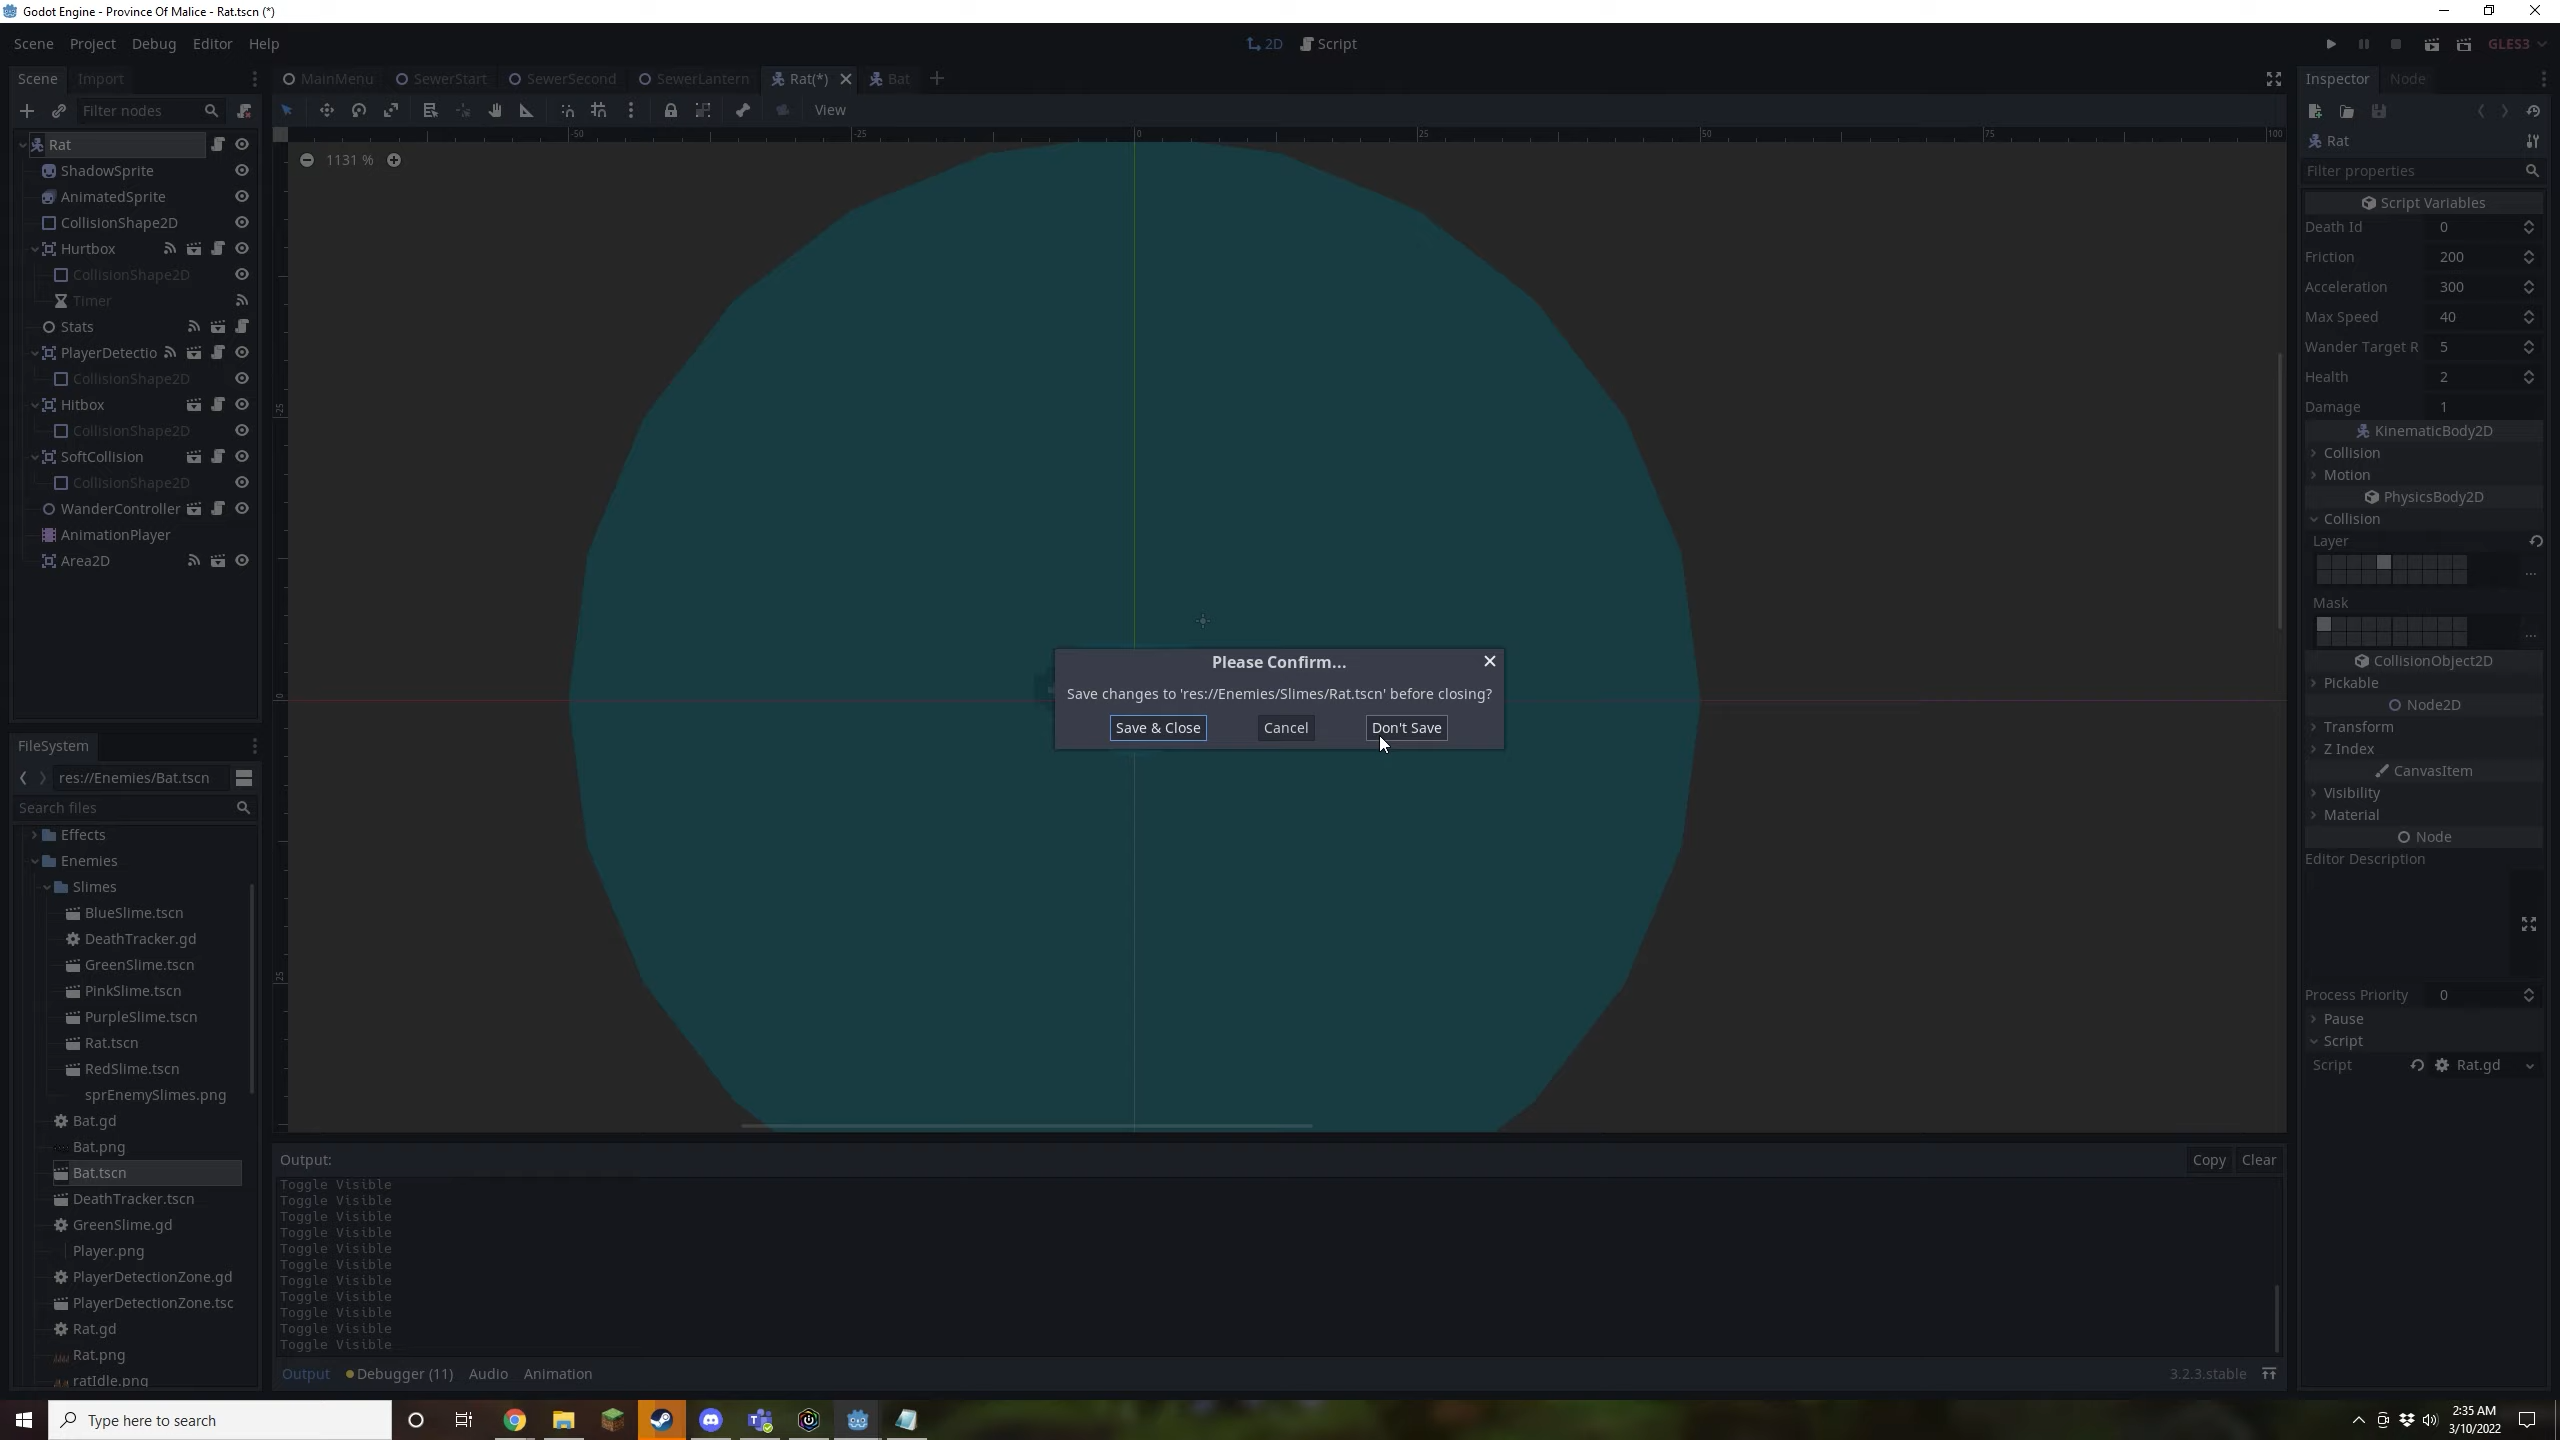 Godot Engine - Province Of Malice - Rat.tscn (*)
Scene Project Debug Editor Help
2D Script
GLES3
Scene Import
MainMenu SewerStart SewerSecond SewerLantern Rat(*) Bat
Inspector Node
Filter nodes
View
Rat
ShadowSprite
AnimatedSprite
CollisionShape2D
Hurtbox
CollisionShape2D
Timer
Stats
PlayerDetectio
CollisionShape2D
Hitbox
CollisionShape2D
SoftCollision
CollisionShape2D
WanderController
AnimationPlayer
Area2D
FileSystem
res://Enemies/Bat.tscn
Search files
Effects
Enemies
Slimes
BlueSlime.tscn
DeathTracker.gd
GreenSlime.tscn
PinkSlime.tscn
PurpleSlime.tscn
Rat.tscn
RedSlime.tscn
sprEnemySlimes.png
Bat.gd
Bat.png
Bat.tscn
DeathTracker.tscn
GreenSlime.gd
Player.png
PlayerDetectionZone.gd
PlayerDetectionZone.tsc
Rat.gd
Rat.png
ratIdle.png
-50 -25 0 25 50 75 100
1131 %
-25
0
25
Please Confirm...
Save changes to 'res://Enemies/Slimes/Rat.tscn' before closing?
Save & Close Cancel Don't Save
Output:
Copy Clear
Toggle Visible
Toggle Visible
Toggle Visible
Toggle Visible
Toggle Visible
Toggle Visible
Toggle Visible
Toggle Visible
Toggle Visible
Toggle Visible
Toggle Visible
Output Debugger (11) Audio Animation
3.2.3.stable
Rat
Filter properties
Script Variables
Death Id 0
Friction 200
Acceleration 300
Max Speed 40
Wander Target R 5
Health 2
Damage 1
KinematicBody2D
Collision
Motion
PhysicsBody2D
Collision
Layer
...
Mask
...
CollisionObject2D
Pickable
Node2D
Transform
Z Index
CanvasItem
Visibility
Material
Node
Editor Description
Process Priority 0
Pause
Script
Script Rat.gd
Type here to search
2:35 AM
3/10/2022